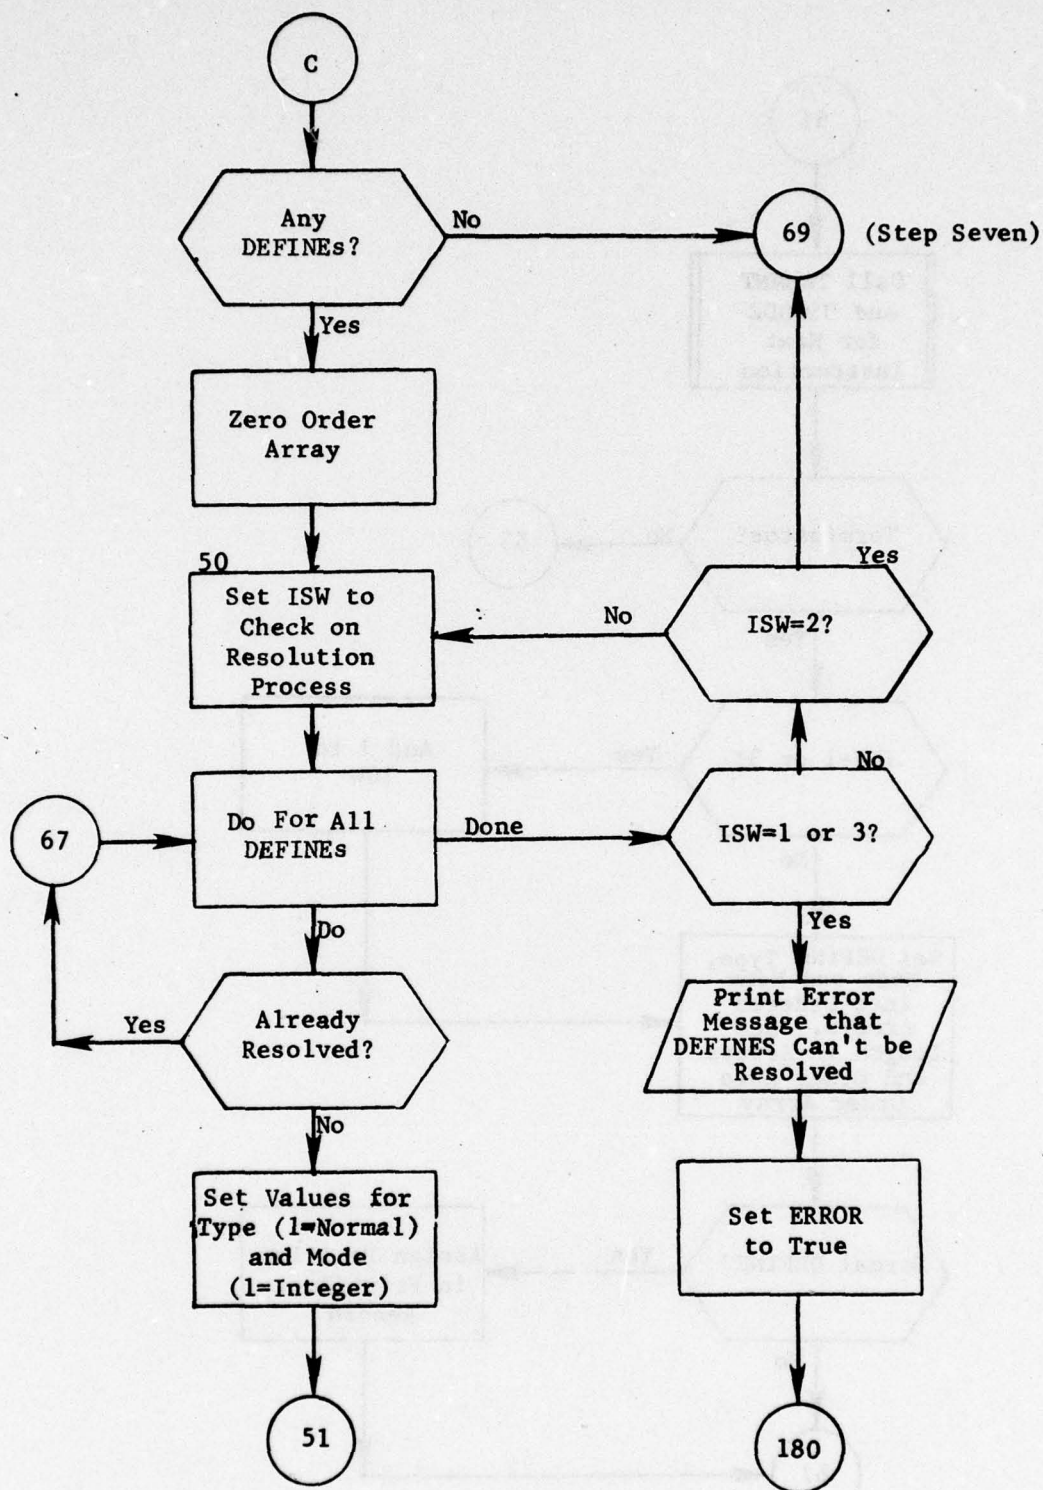 C
Any
DEFINEs?
No
69
(Step Seven)
Yes
Zero Order
Array
50
Set ISW to
Check on
Resolution
Process
No
Yes
ISW=2?
67
Do For All
DEFINEs
Done
No
ISW=1 or 3?
Do
Yes
Already
Resolved?
Yes
Print Error
Message that
DEFINES Can't be
Resolved
No
Set Values for
Type (1=Normal)
and Mode
(1=Integer)
Set ERROR
to True
51
180